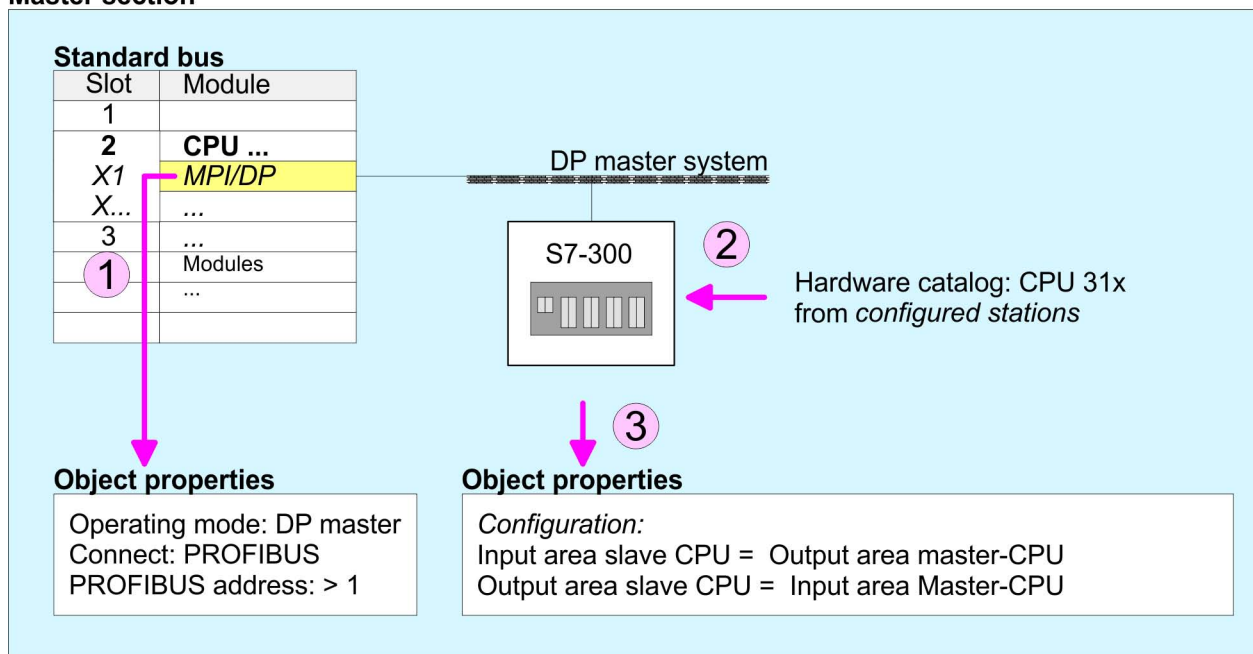 Master section
Standard bus
Slot Module
1
2 CPU ...
X1 MPI/DP
X... ...
3 ...
Modules
...
1
DP master system
S7-300
2
Hardware catalog: CPU 31x
from configured stations
3
Object properties
Operating mode: DP master
Connect: PROFIBUS
PROFIBUS address: > 1
Object properties
Configuration:
Input area slave CPU = Output area master-CPU
Output area slave CPU = Input area Master-CPU